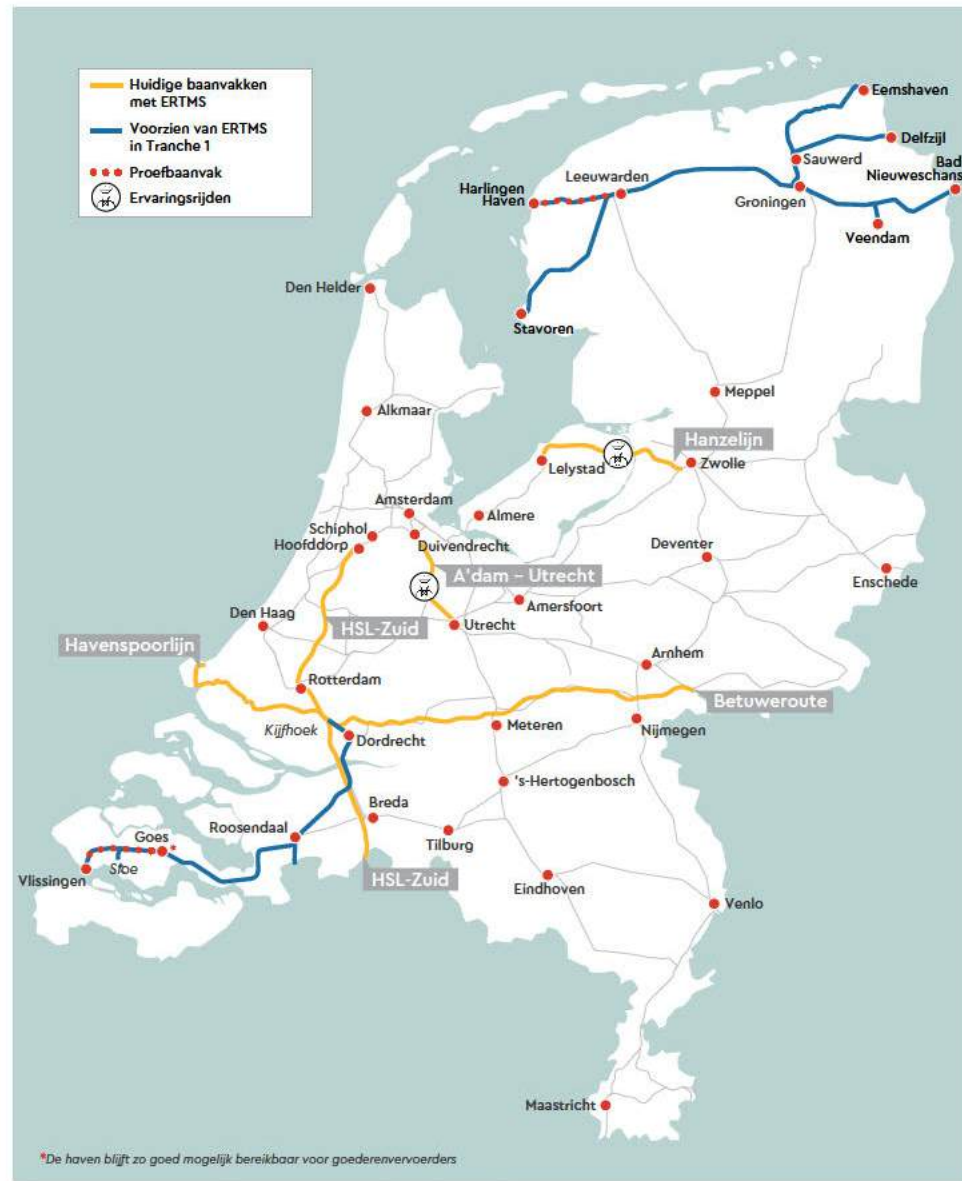 Huidige baanvakken
met ERTMS
Voorzien van ERTMS
in Tranche 1
Proefbaanvak
Ervaringsrijden
Eemshaven
Delfzijl
Bad
Nieuweschans
Sauwerd
Leeuwarden
Harlingen
Haven
Groningen
Veendam
Den Helder
Stavoren
Meppel
Alkmaar
Hanzelijn
Lelystad
Zwolle
Amsterdam
Almere
Schiphol
Hoofddorp
Duivendrecht
Deventer
A'dam – Utrecht
Enschede
Amersfoort
Den Haag
Utrecht
HSL-Zuid
Havenspoorlijn
Arnhem
Rotterdam
Betuweroute
Kijfhoek
Dordrecht
Meteren
Nijmegen
's-Hertogenbosch
Breda
Roosendaal
Tilburg
Goes*
Sloe
Vlissingen
HSL-Zuid
Eindhoven
Venlo
Maastricht
*De haven blijft zo goed mogelijk bereikbaar voor goederenvervoerders